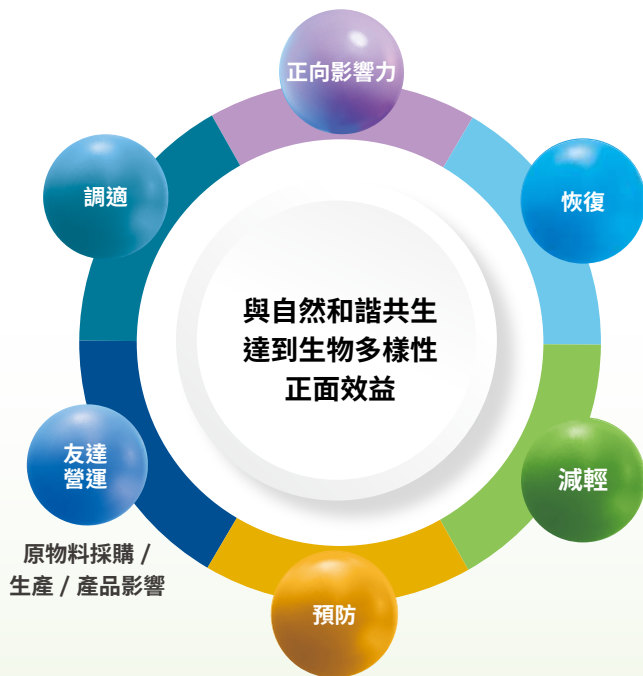 正向影響力
調適
恢復
與自然和諧共生
達到生物多樣性
正面效益
友達
營運
減輕
原物料採購 /
生產 / 產品影響
預防